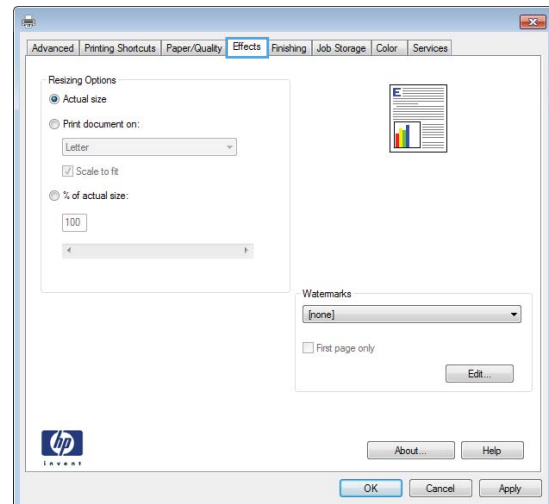 Advanced Printing Shortcuts Paper/Quality Effects Finishing Job Storage Color Services
Resizing Options
Actual size
Print document on:
Letter
Scale to fit
% of actual size:
100
E
Watermarks
[none]
First page only
Edit...
hp
invent
About... Help
OK Cancel Apply